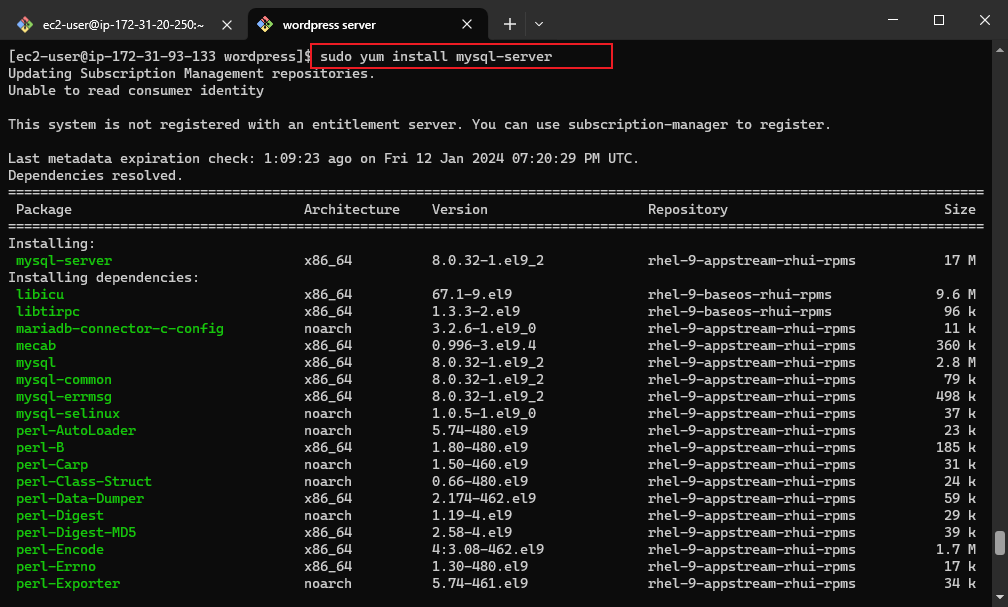 ec2-user@ip-172-31-20-250:~ wordpress server
[ec2-user@ip-172-31-93-133 wordpress]$ sudo yum install mysql-server
Updating Subscription Management repositories.
Unable to read consumer identity
This system is not registered with an entitlement server. You can use subscription-manager to register.
Last metadata expiration check: 1:09:23 ago on Fri 12 Jan 2024 07:20:29 PM UTC.
Dependencies resolved.
================================================================================
Package Architecture Version Repository Size
================================================================================
Installing:
mysql-server x86_64 8.0.32-1.el9_2 rhel-9-appstream-rhui-rpms 17 M
Installing dependencies:
libicu x86_64 67.1-9.el9 rhel-9-baseos-rhui-rpms 9.6 M
libtirpc x86_64 1.3.3-2.el9 rhel-9-baseos-rhui-rpms 96 k
mariadb-connector-c-config noarch 3.2.6-1.el9_0 rhel-9-appstream-rhui-rpms 11 k
mecab x86_64 0.996-3.el9.4 rhel-9-appstream-rhui-rpms 360 k
mysql x86_64 8.0.32-1.el9_2 rhel-9-appstream-rhui-rpms 2.8 M
mysql-common x86_64 8.0.32-1.el9_2 rhel-9-appstream-rhui-rpms 79 k
mysql-errmsg x86_64 8.0.32-1.el9_2 rhel-9-appstream-rhui-rpms 498 k
mysql-selinux noarch 1.0.5-1.el9_0 rhel-9-appstream-rhui-rpms 37 k
perl-AutoLoader noarch 5.74-480.el9 rhel-9-appstream-rhui-rpms 23 k
perl-B x86_64 1.80-480.el9 rhel-9-appstream-rhui-rpms 185 k
perl-Carp noarch 1.50-460.el9 rhel-9-appstream-rhui-rpms 31 k
perl-Class-Struct noarch 0.66-480.el9 rhel-9-appstream-rhui-rpms 24 k
perl-Data-Dumper x86_64 2.174-462.el9 rhel-9-appstream-rhui-rpms 59 k
perl-Digest noarch 1.19-4.el9 rhel-9-appstream-rhui-rpms 29 k
perl-Digest-MD5 x86_64 2.58-4.el9 rhel-9-appstream-rhui-rpms 39 k
perl-Encode x86_64 4:3.08-462.el9 rhel-9-appstream-rhui-rpms 1.7 M
perl-Errno x86_64 1.30-480.el9 rhel-9-appstream-rhui-rpms 17 k
perl-Exporter noarch 5.74-461.el9 rhel-9-appstream-rhui-rpms 34 k